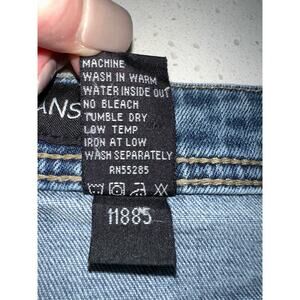 MACHINE
WASH IN WARM
WATER INSIDE OUT
NO BLEACH
TUMBLE DRY
LOW TEMP
IRON AT LOW
WASH SEPARATELY
RN55285
11885